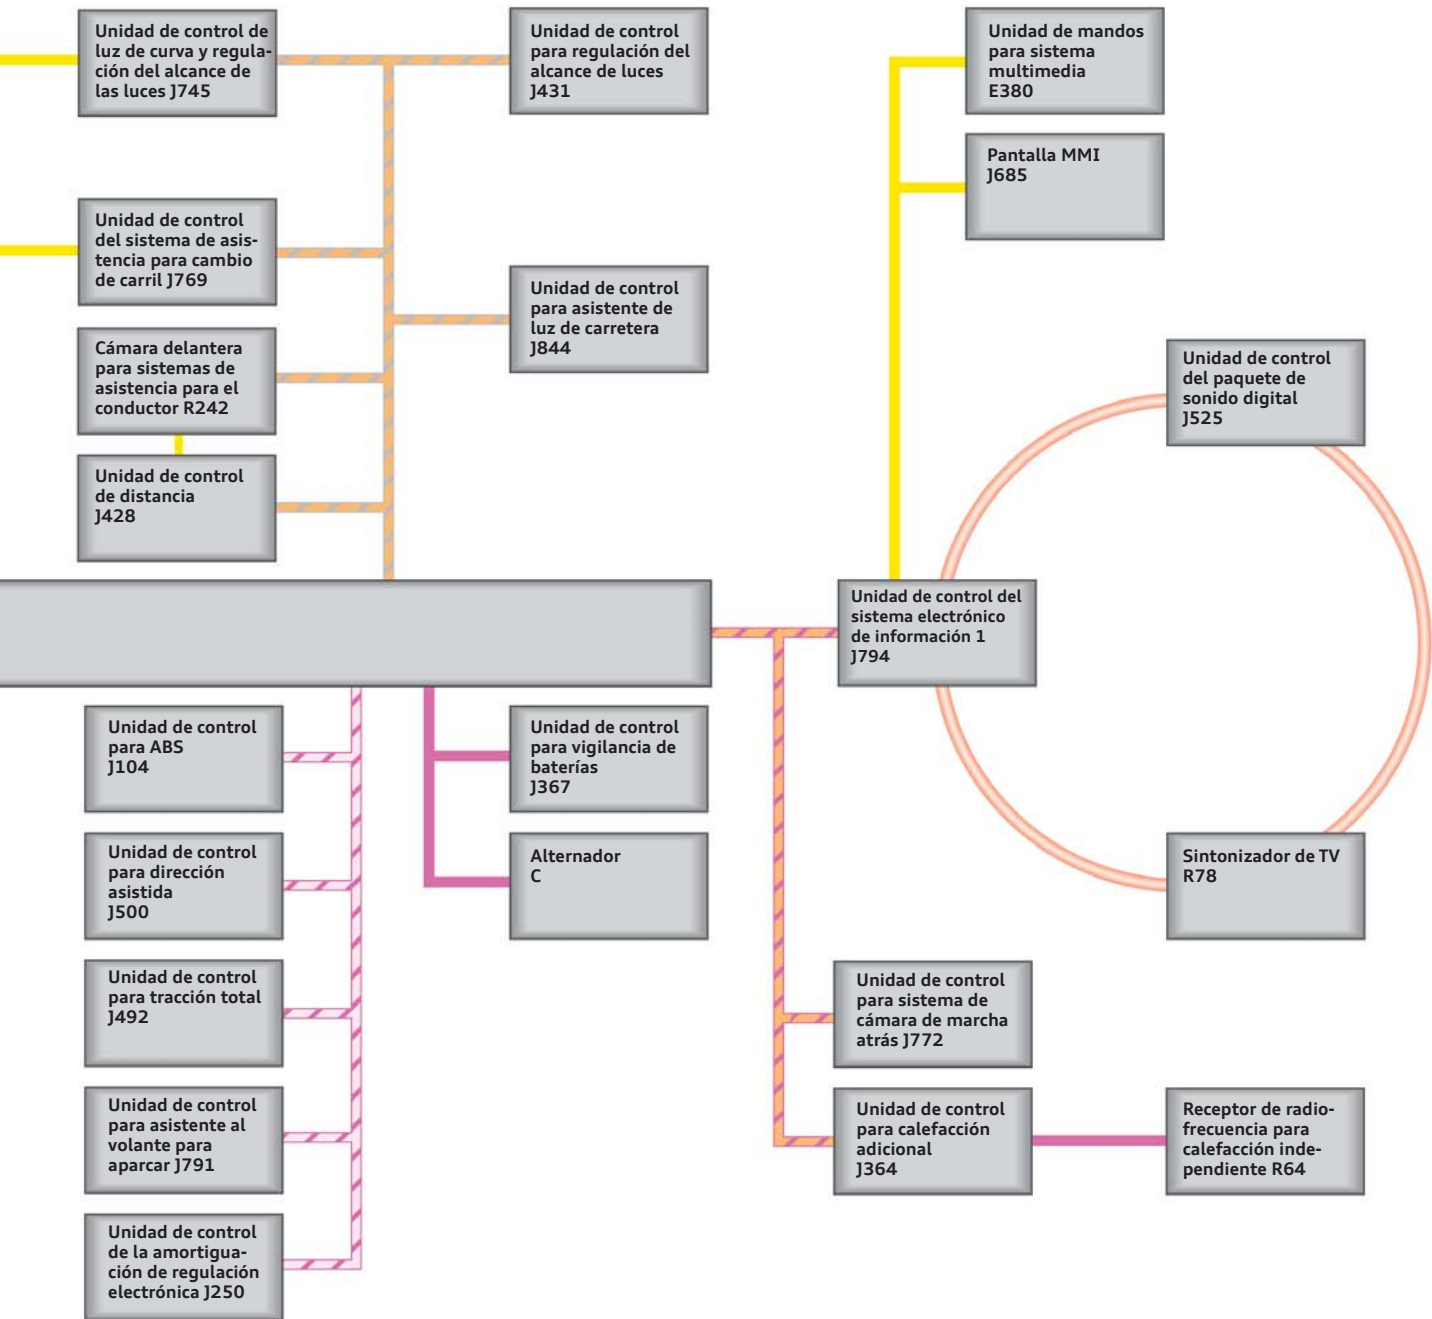 Unidad de control de
luz de curva y regula-
ción del alcance de
las luces J745
Unidad de control
para regulación del
alcance de luces
J431
Unidad de mandos
para sistema
multimedia
E380
Pantalla MMI
J685
Unidad de control
del sistema de asis-
tencia para cambio
de carril J769
Unidad de control
para asistente de
luz de carretera
J844
Cámara delantera
para sistemas de
asistencia para el
conductor R242
Unidad de control
del paquete de
sonido digital
J525
Unidad de control
de distancia
J428
Unidad de control del
sistema electrónico
de información 1
J794
Unidad de control
para ABS
J104
Unidad de control
para vigilancia de
baterías
J367
Unidad de control
para dirección
asistida
J500
Alternador
C
Sintonizador de TV
R78
Unidad de control
para tracción total
J492
Unidad de control
para sistema de
cámara de marcha
atrás J772
Unidad de control
para asistente al
volante para
aparcar J791
Unidad de control
para calefacción
adicional
J364
Receptor de radio-
frecuencia para
calefacción inde-
pendiente R64
Unidad de control
de la amortigua-
ción de regulación
electrónica J250